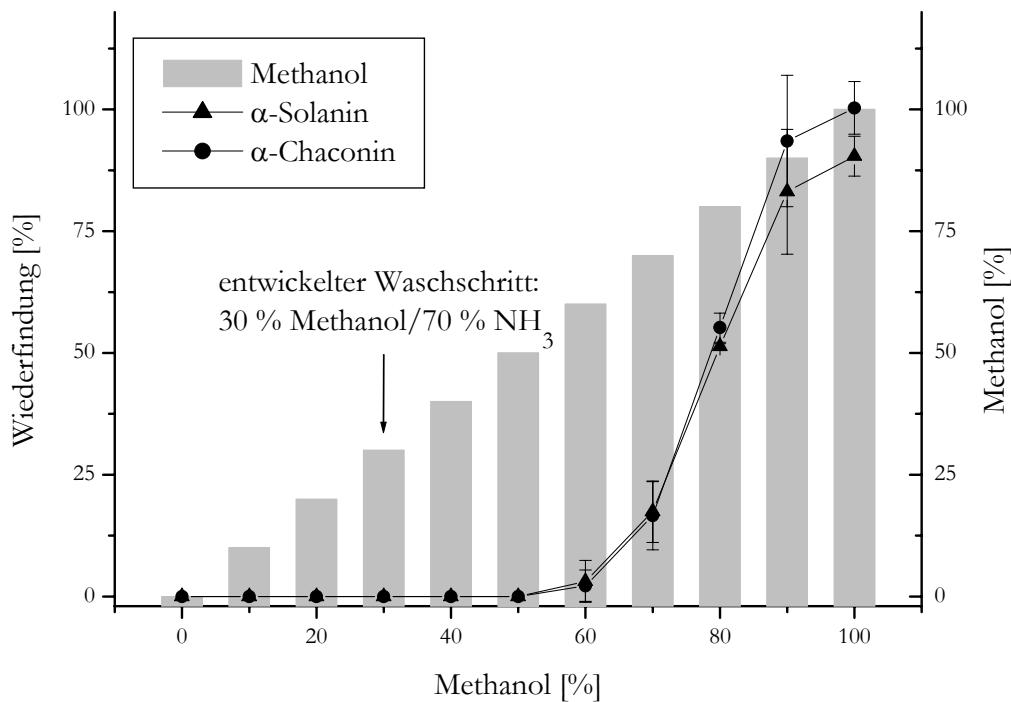 Methanol
α-Solanin
α-Chaconin
entwickelter Waschschritt:
30 % Methanol/70 % NH3
Wiederfindung [%]
100
75
50
25
0
Methanol [%]
100
75
50
25
0
0 20 40 60 80 100
Methanol [%]